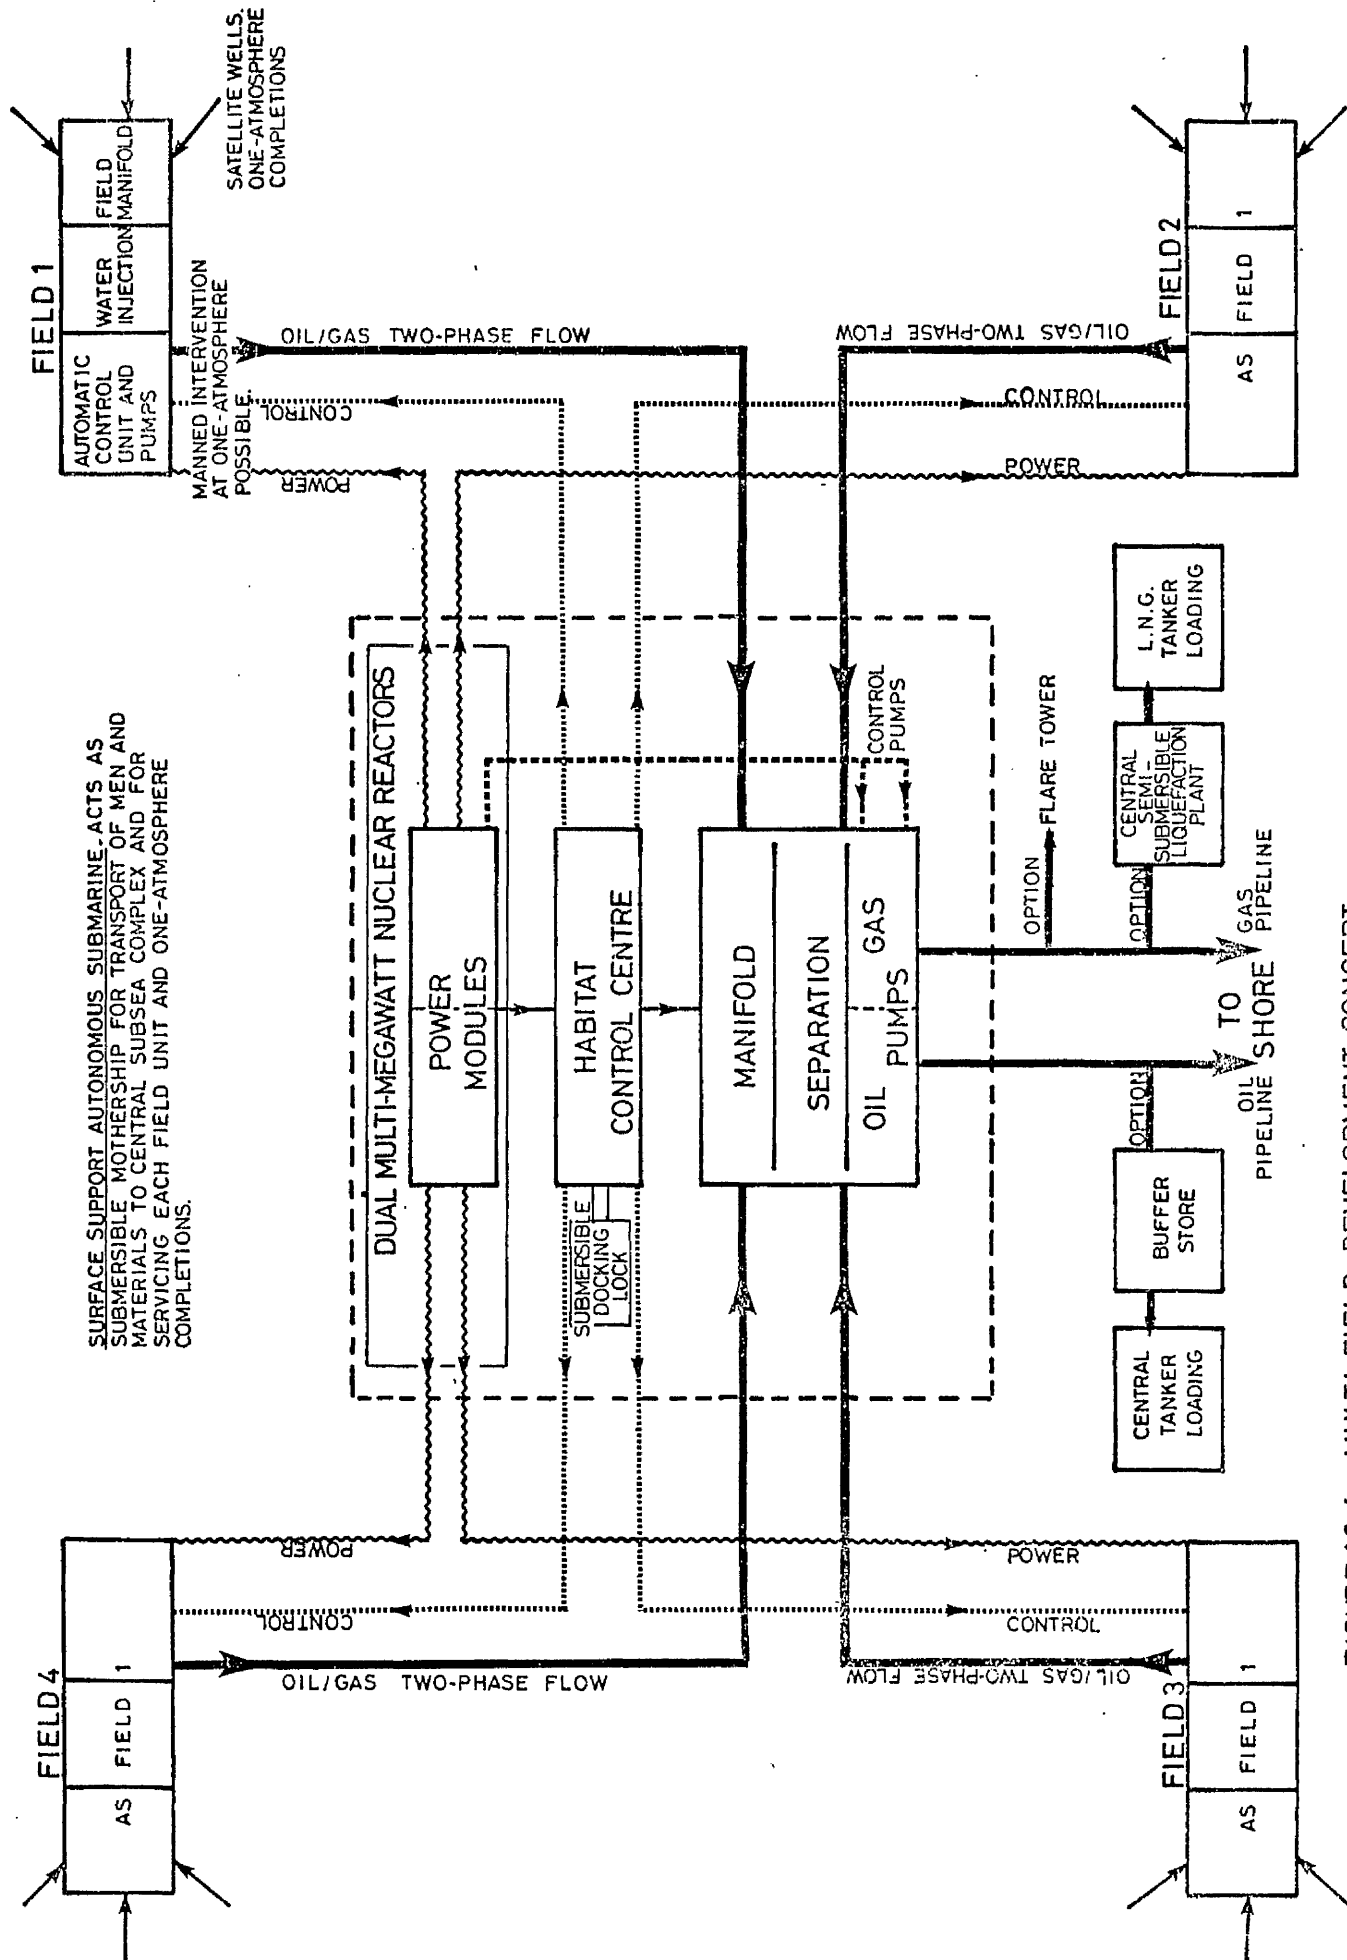 SURFACE SUPPORT AUTONOMOUS SUBMARINE. ACTS AS
SUBMERSIBLE MOTHERSHIP FOR TRANSPORT OF MEN AND
MATERIALS TO CENTRAL SUBSEA COMPLEX AND FOR
SERVICING EACH FIELD UNIT AND ONE-ATMOSPHERE
COMPLETIONS.
FIELD 4
AS
FIELD
1
POWER
CONTROL
OIL/GAS TWO-PHASE FLOW
FIELD 1
AUTOMATIC
CONTROL
UNIT AND
PUMPS
WATER
INJECTION
FIELD
MANIFOLD
SATELLITE WELLS.
ONE-ATMOSPHERE
COMPLETIONS
MANNED INTERVENTION
AT ONE-ATMOSPHERE
POSSIBLE.
POWER
CONTROL
OIL/GAS TWO-PHASE FLOW
DUAL MULTI-MEGAWATT NUCLEAR REACTORS
POWER
MODULES
SUBMERSIBLE
DOCKING
LOCK
HABITAT
CONTROL CENTRE
MANIFOLD
SEPARATION
OIL GAS
PUMPS
CONTROL
PUMPS
FIELD 3
AS
FIELD
1
OIL/GAS TWO-PHASE FLOW
CONTROL
POWER
FIELD 2
AS
FIELD
1
POWER
CONTROL
OIL/GAS TWO-PHASE FLOW
OPTION
FLARE TOWER
CENTRAL
TANKER
LOADING
BUFFER
STORE
OPTION
OPTION
CENTRAL
SEMI-
SUBMERSIBLE
LIQUEFACTION
PLANT
L.N.G.
TANKER
LOADING
OIL
PIPELINE
TO
SHORE
GAS
PIPELINE